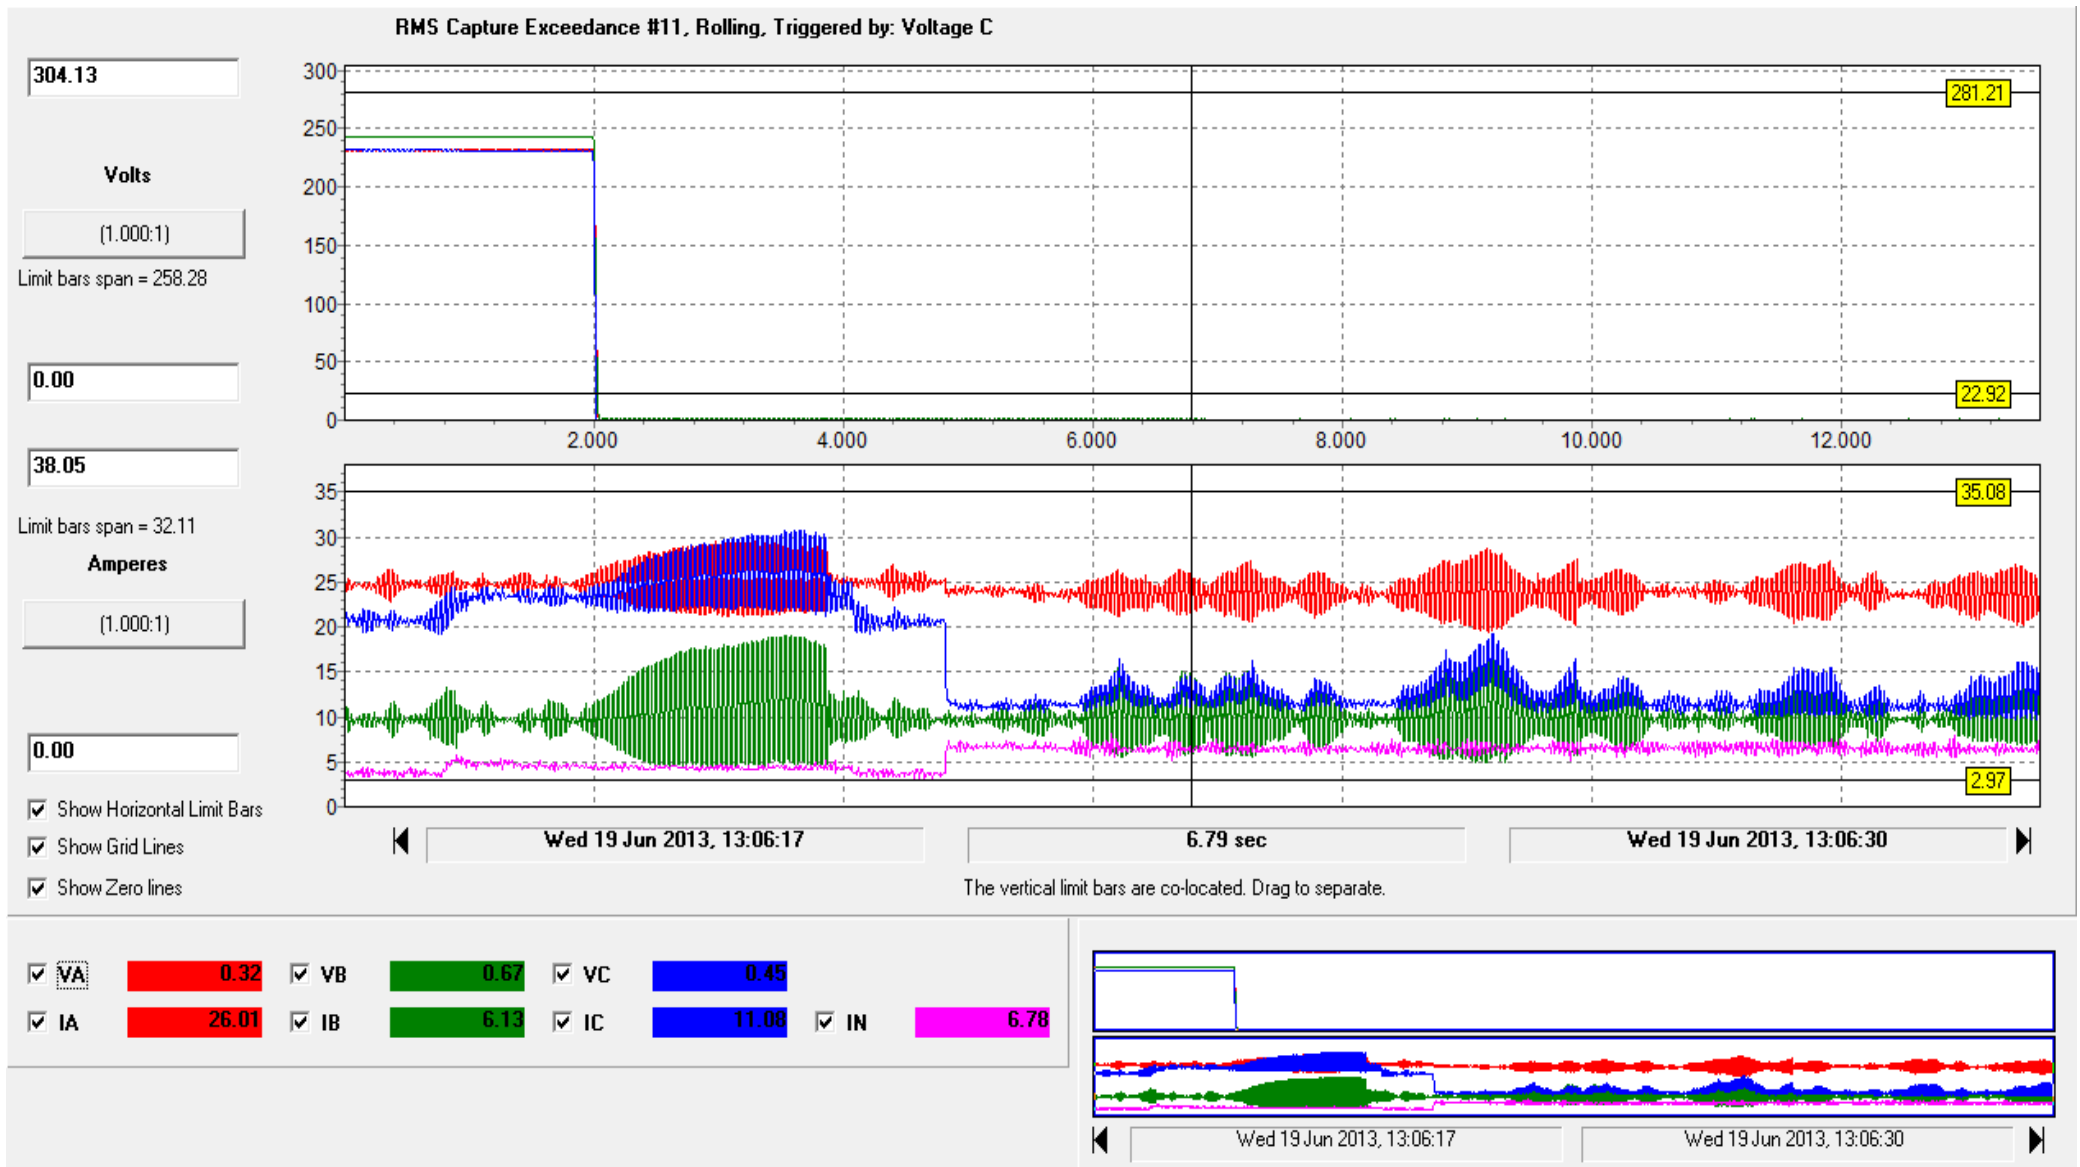 RMS Capture Exceedance #11, Rolling, Triggered by: Voltage C
304.13
Volts
(1.000:1)
Limit bars span = 258.28
0.00
300
250
200
150
100
50
0
281.21
22.92
2.000 4.000 6.000 8.000 10.000 12.000
38.05
Limit bars span = 32.11
Amperes
(1.000:1)
0.00
35
30
25
20
15
10
5
0
35.08
2.97
Show Horizontal Limit Bars
Show Grid Lines
Show Zero lines
Wed 19 Jun 2013, 13:06:17 6.79 sec Wed 19 Jun 2013, 13:06:30
The vertical limit bars are co-located. Drag to separate.
VA 0.32 VB 0.67 VC 0.45
IA 26.01 IB 6.13 IC 11.08 IN 6.78
Wed 19 Jun 2013, 13:06:17 Wed 19 Jun 2013, 13:06:30